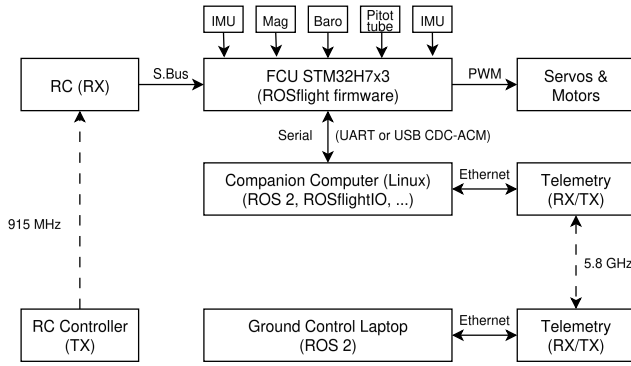 IMU
Mag
Baro
Pitot
tube
IMU
RC (RX)
S.Bus
FCU STM32H7x3
(ROSflight firmware)
PWM
Servos &
Motors
Serial
(UART or USB CDC-ACM)
Companion Computer (Linux)
(ROS 2, ROSflightIO, ...)
Ethernet
Telemetry
(RX/TX)
915 MHz
5.8 GHz
RC Controller
(TX)
Ground Control Laptop
(ROS 2)
Ethernet
Telemetry
(RX/TX)